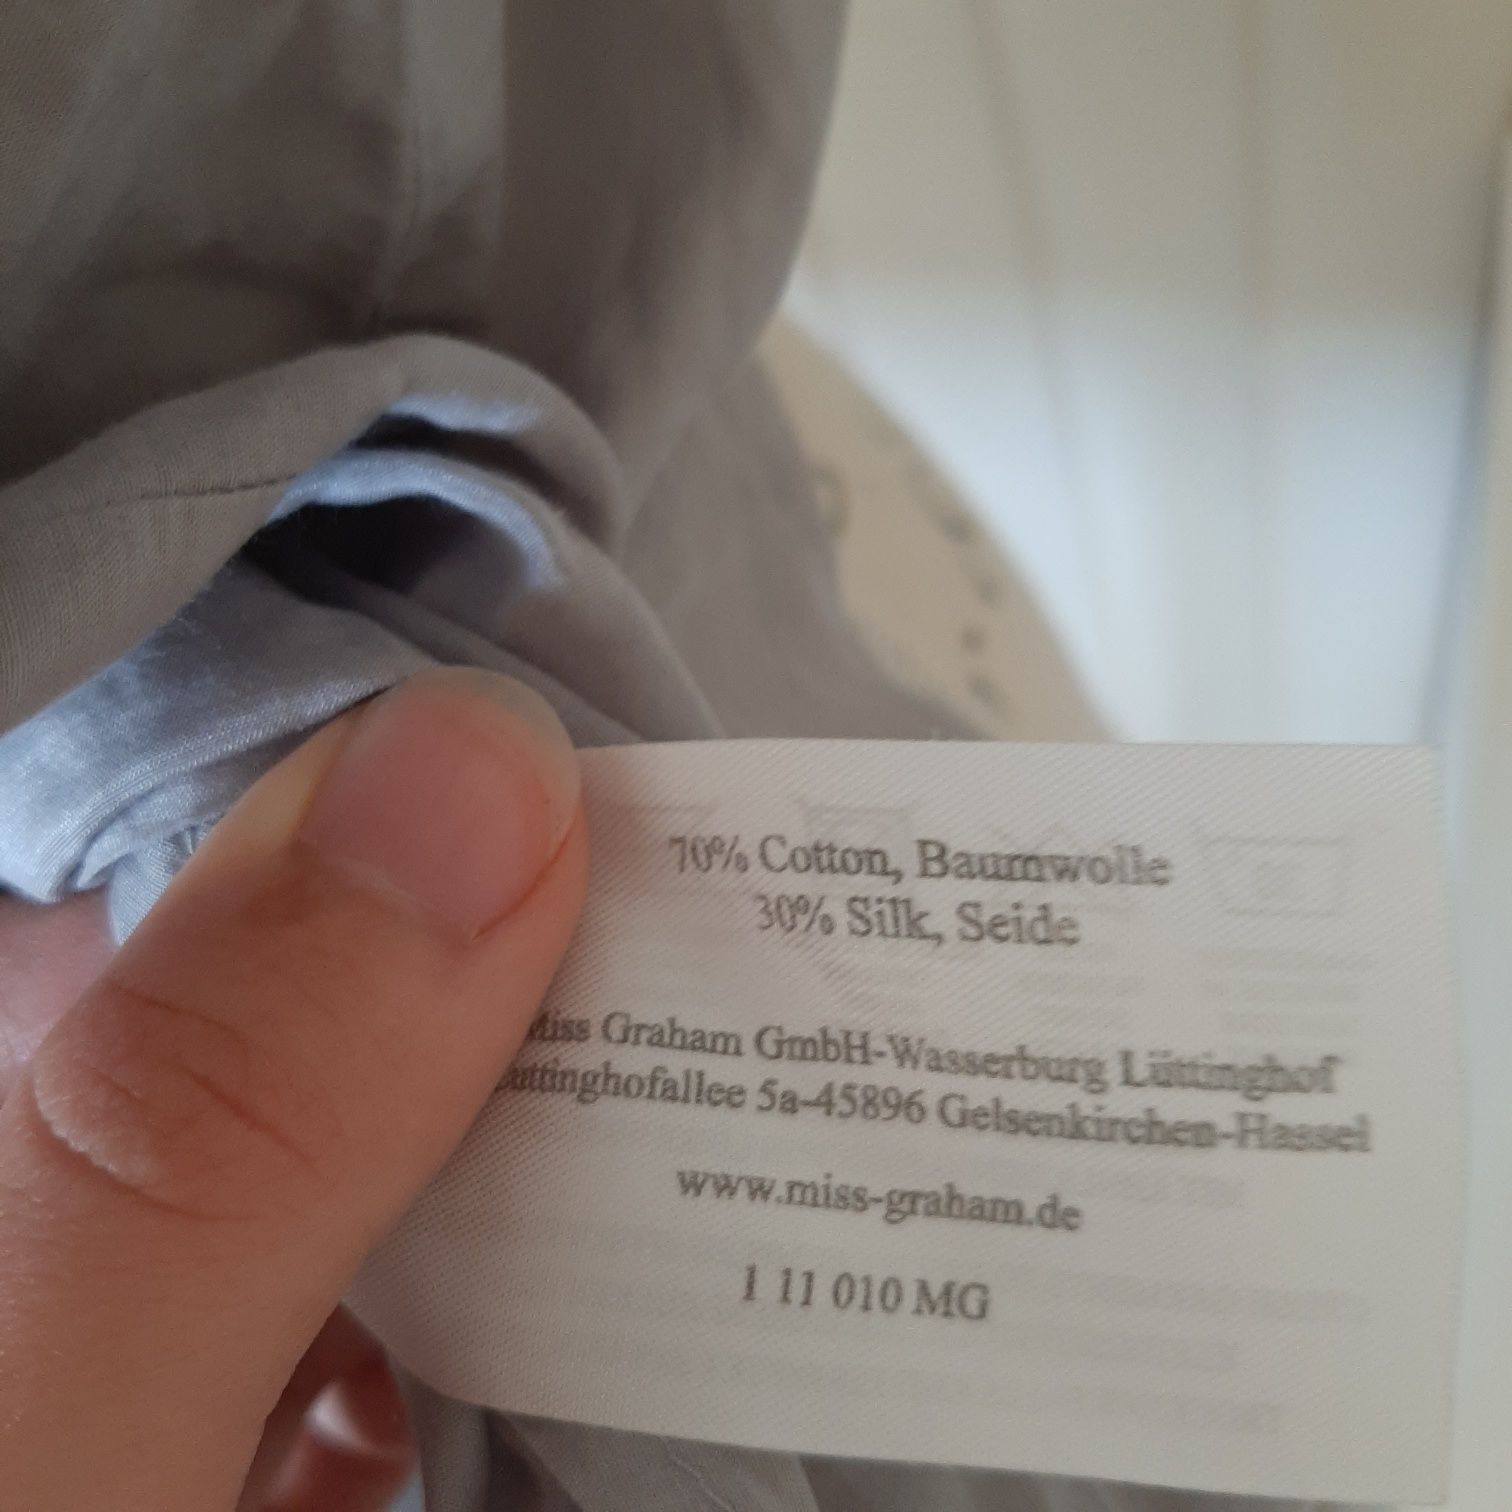 70% Cotton, Baumwolle
30% Silk, Seide
Miss Graham GmbH-Wasserburg Lüttinghof
5a-45896 Gelsenkirchen-Hassel
www.miss-graham.de
1 11 010 MG